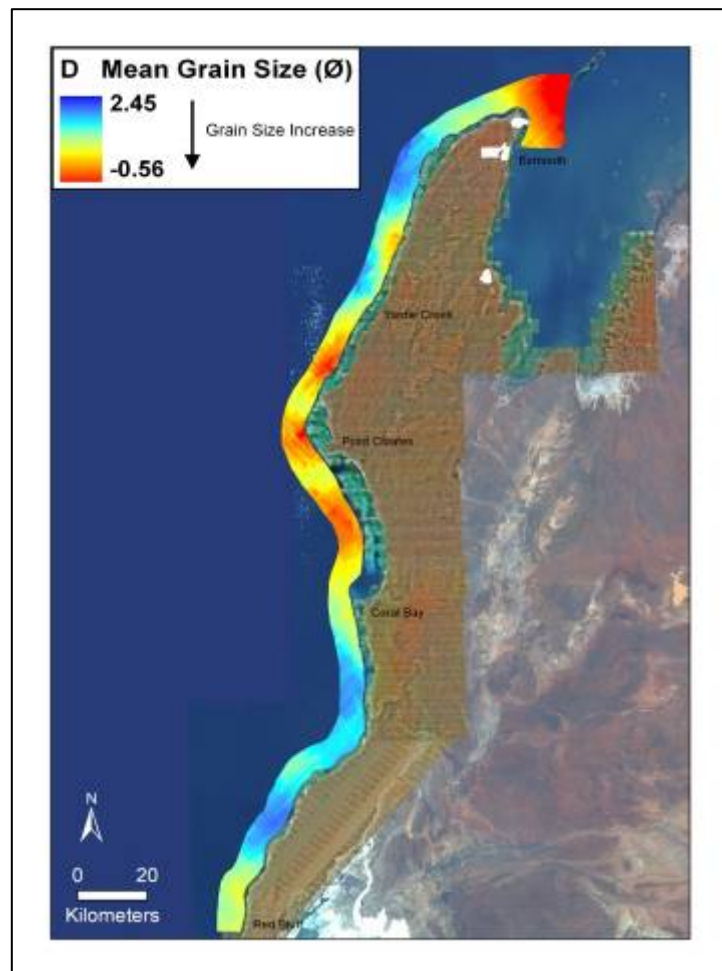 D Mean Grain Size (Ø)
2.45
Grain Size Increase
-0.56
Exmouth
Yardie Creek
Point Cloates
Coral Bay
N
0 20
Kilometers
Red Bluff